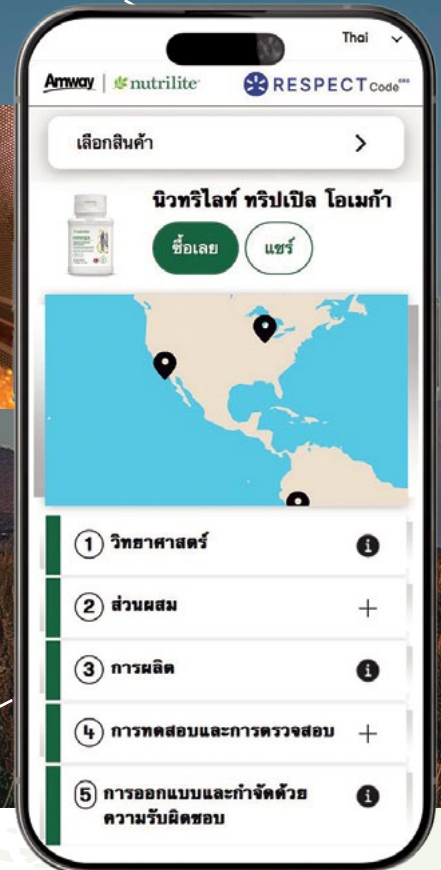 Thai
Amway | nutrilite RESPECT Code
เลือกสินค้า
นิวทริไลท์ ทริปเปิล โอเมก้า
ซื้อเลย แชร์
1 วิทยาศาสตร์
2 ส่วนผสม
3 การผลิต
4 การทดสอบและการตรวจสอบ
5 การออกแบบและกำจัดด้วย
ความรับผิดชอบ